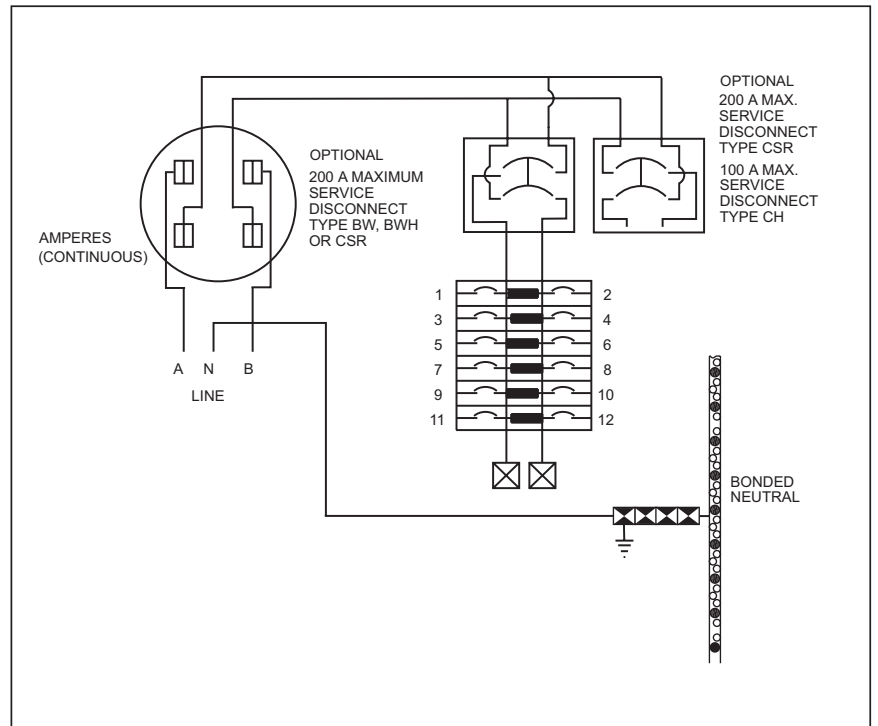 OPTIONAL
200 A MAX.
SERVICE
DISCONNECT
TYPE CSR
100 A MAX.
SERVICE
DISCONNECT
TYPE CH
OPTIONAL
200 A MAXIMUM
SERVICE
DISCONNECT
TYPE BW, BWH
OR CSR
AMPERES
(CONTINUOUS)
A N B
LINE
1 2
3 4
5 6
7 8
9 10
11 12
BONDED
NEUTRAL